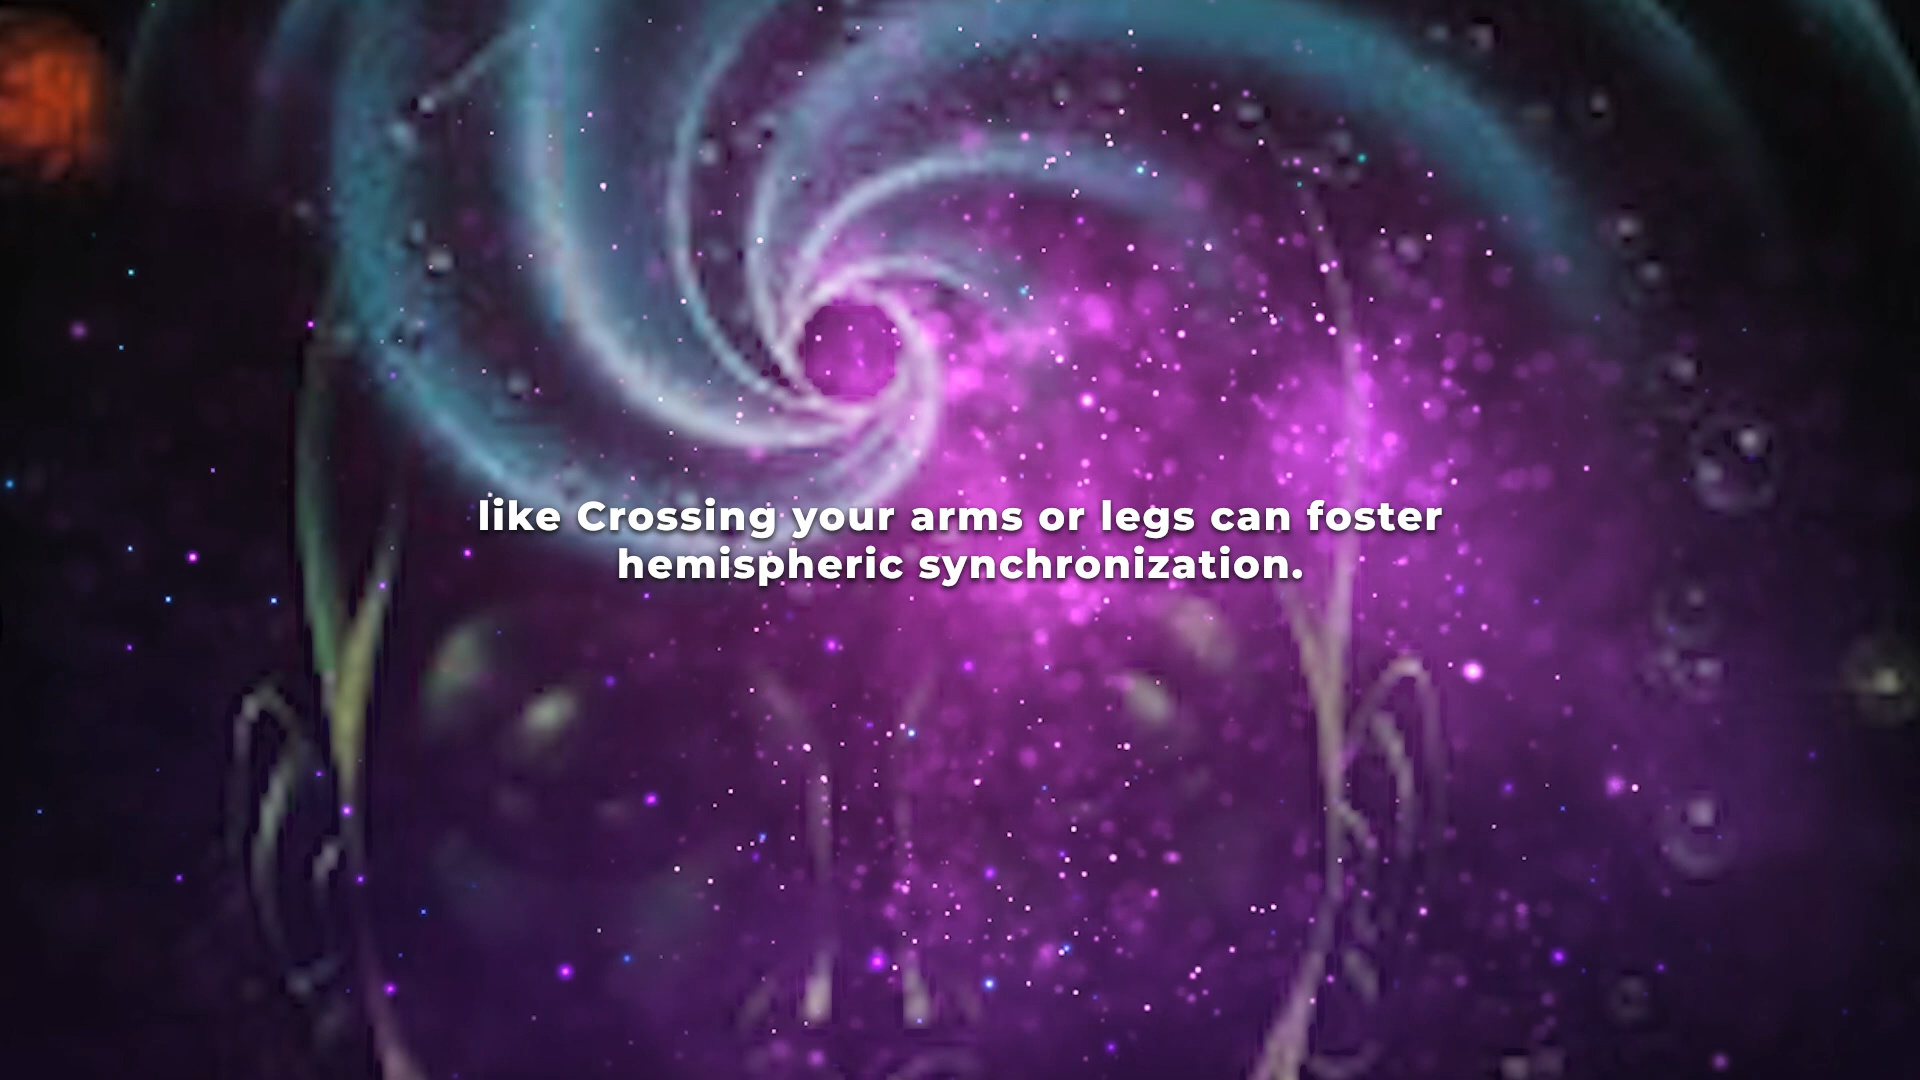 like Crossing your arms or legs can foster
hemispheric synchronization.